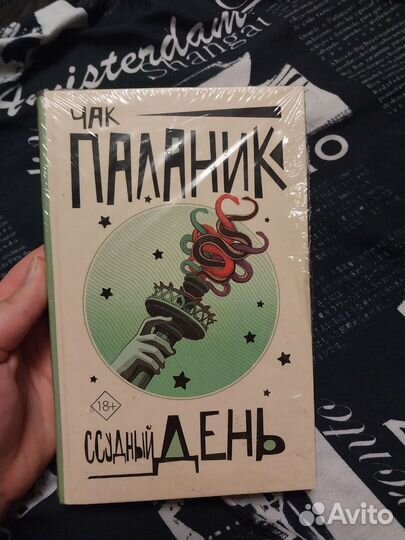 Amsterdam
Shangai
ЧАК
ПАЛАНИК
18+
ССУДНЫЙ
ДЕНЬ
Avito